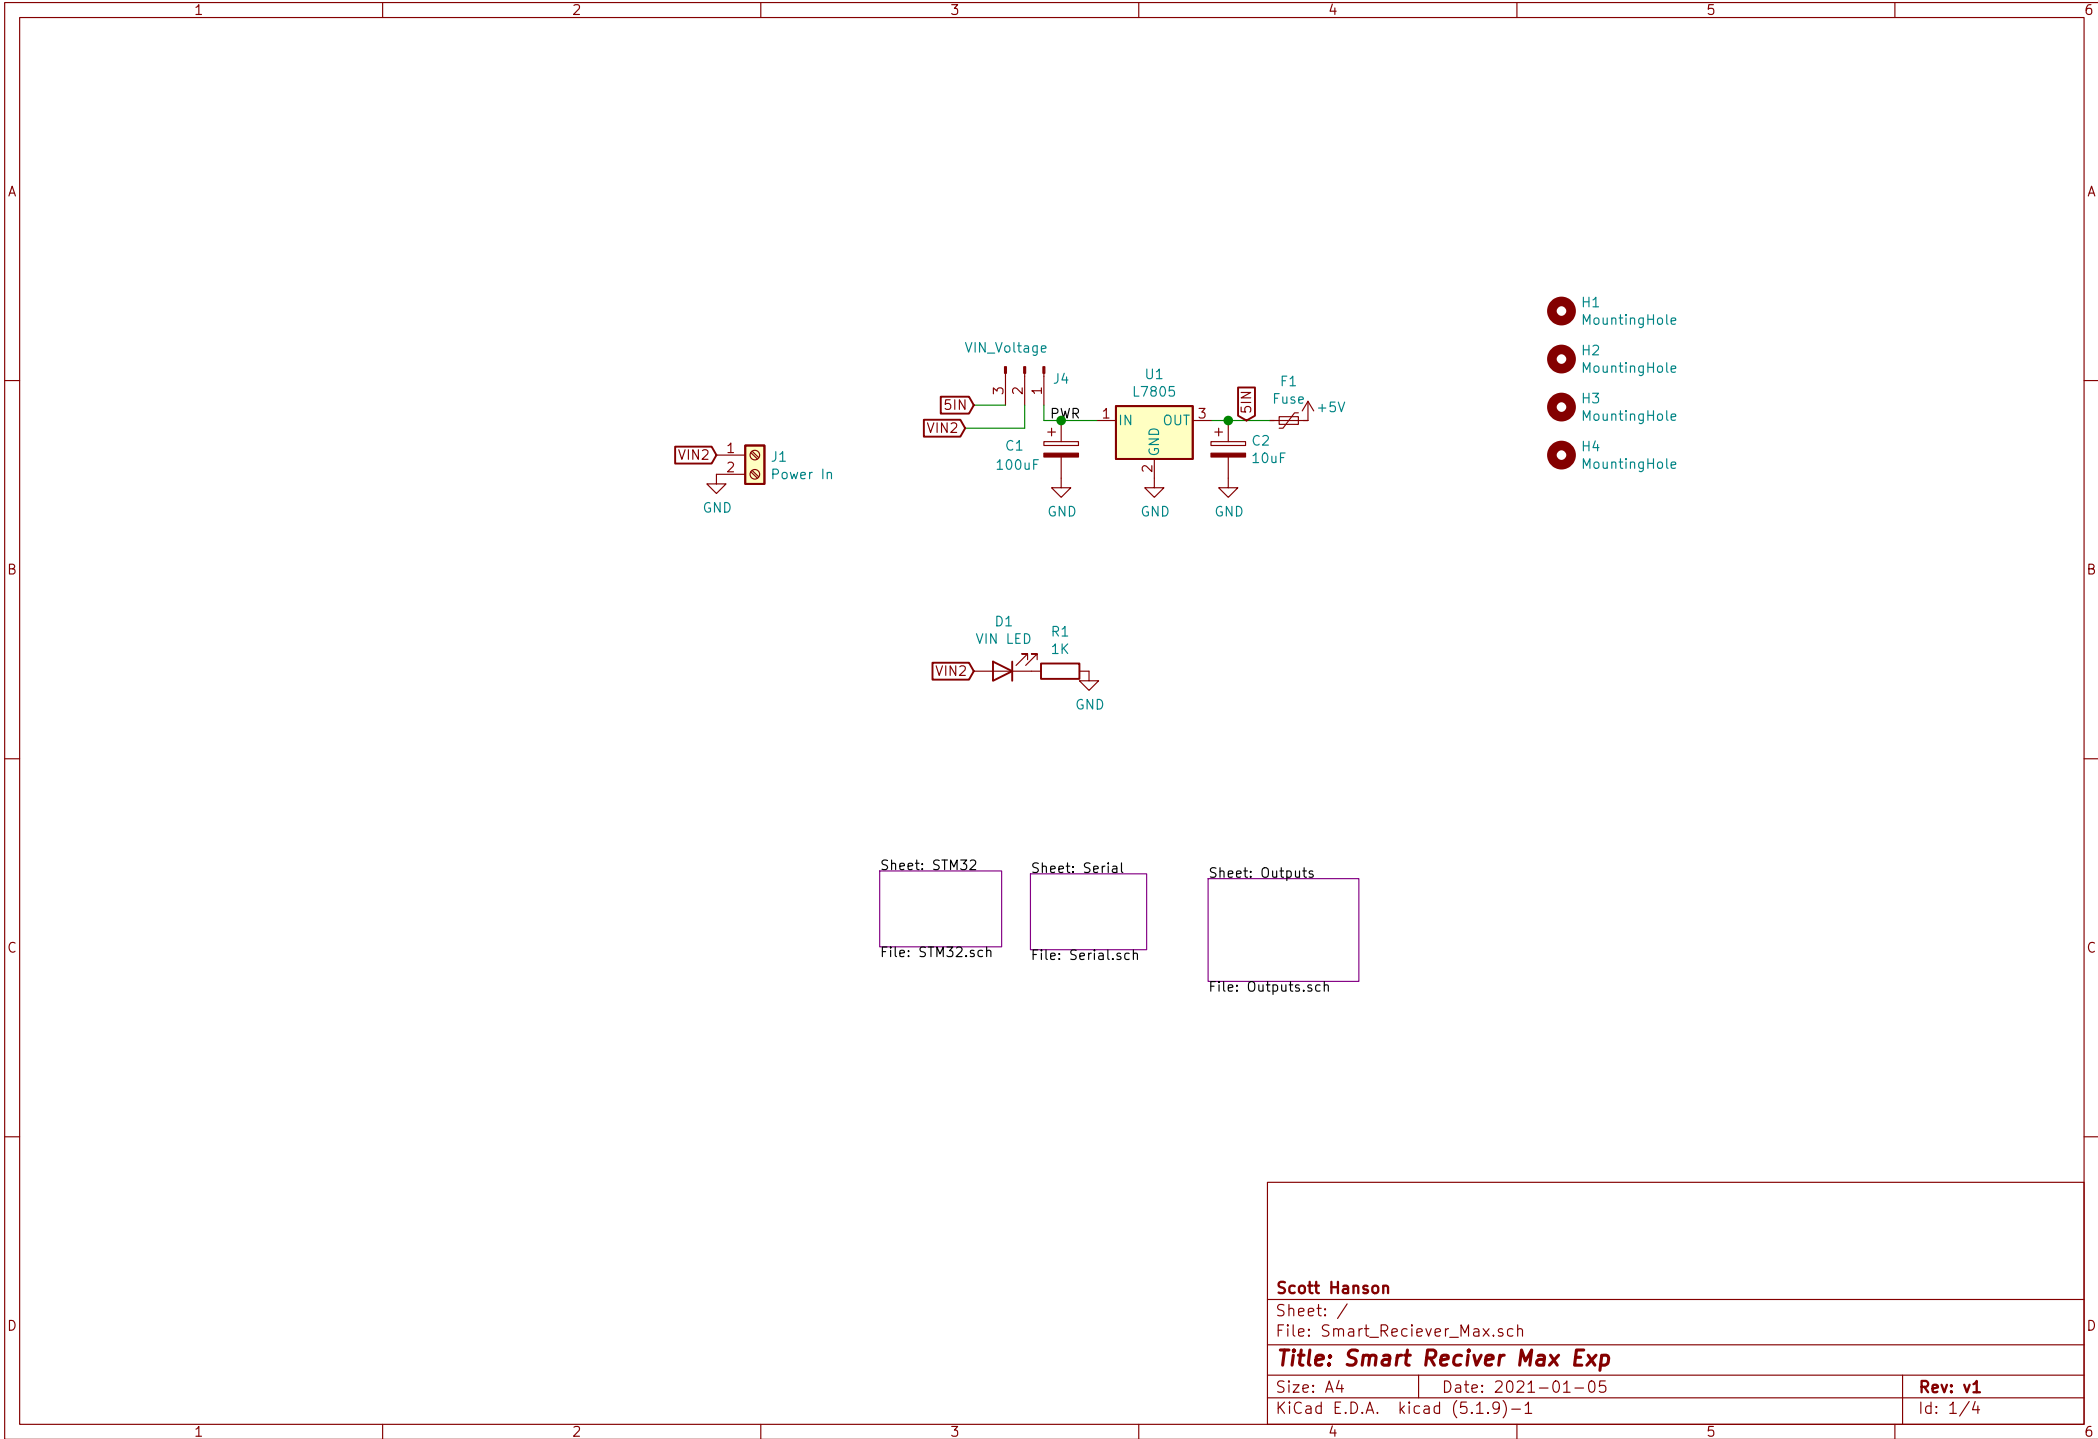 1 2 3 4 5 6
A A
H1
MountingHole
H2
MountingHole
H3
MountingHole
H4
MountingHole
VIN_Voltage
J4
3 2 1
5IN
VIN2
PWR
C1
100uF
GND
U1
L7805
1 IN OUT 3
GND
2
GND
5IN
C2
10uF
GND
F1
Fuse
+5V
VIN2 1 J1
2 Power In
GND
B B
D1
VIN LED
R1
1K
VIN2
GND
Sheet: STM32
File: STM32.sch
Sheet: Serial
File: Serial.sch
Sheet: Outputs
File: Outputs.sch
C C
Scott Hanson
Sheet: /
File: Smart_Reciever_Max.sch
Title: Smart Reciver Max Exp
Size: A4 Date: 2021-01-05 Rev: v1
KiCad E.D.A. kicad (5.1.9)-1 Id: 1/4
D D
1 2 3 4 5 6